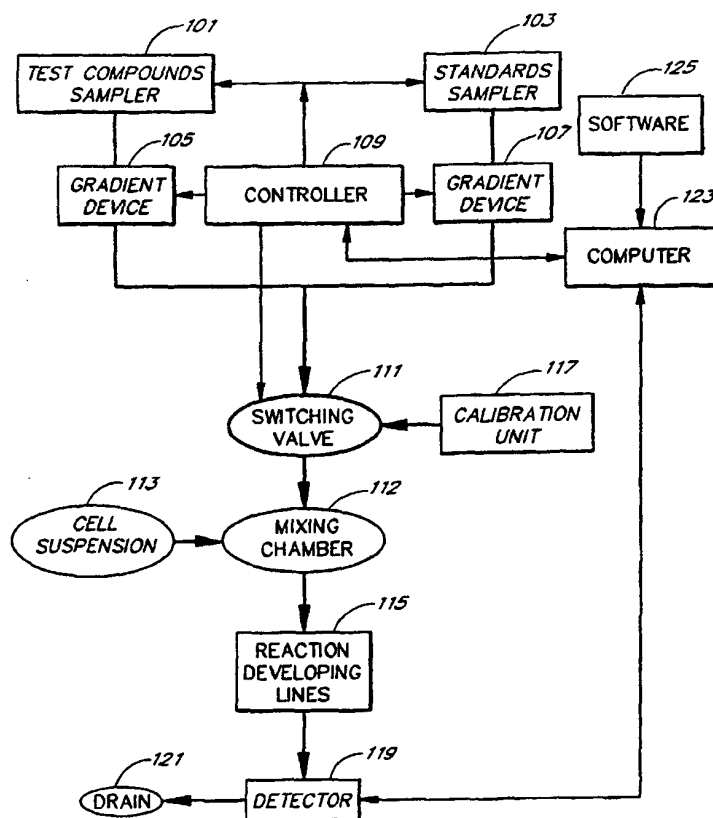 101
TEST COMPOUNDS
SAMPLER
103
STANDARDS
SAMPLER
125
SOFTWARE
105
GRADIENT
DEVICE
109
CONTROLLER
107
GRADIENT
DEVICE
123
COMPUTER
111
SWITCHING
VALVE
117
CALIBRATION
UNIT
113
CELL
SUSPENSION
112
MIXING
CHAMBER
115
REACTION
DEVELOPING
LINES
121
DRAIN
119
DETECTOR